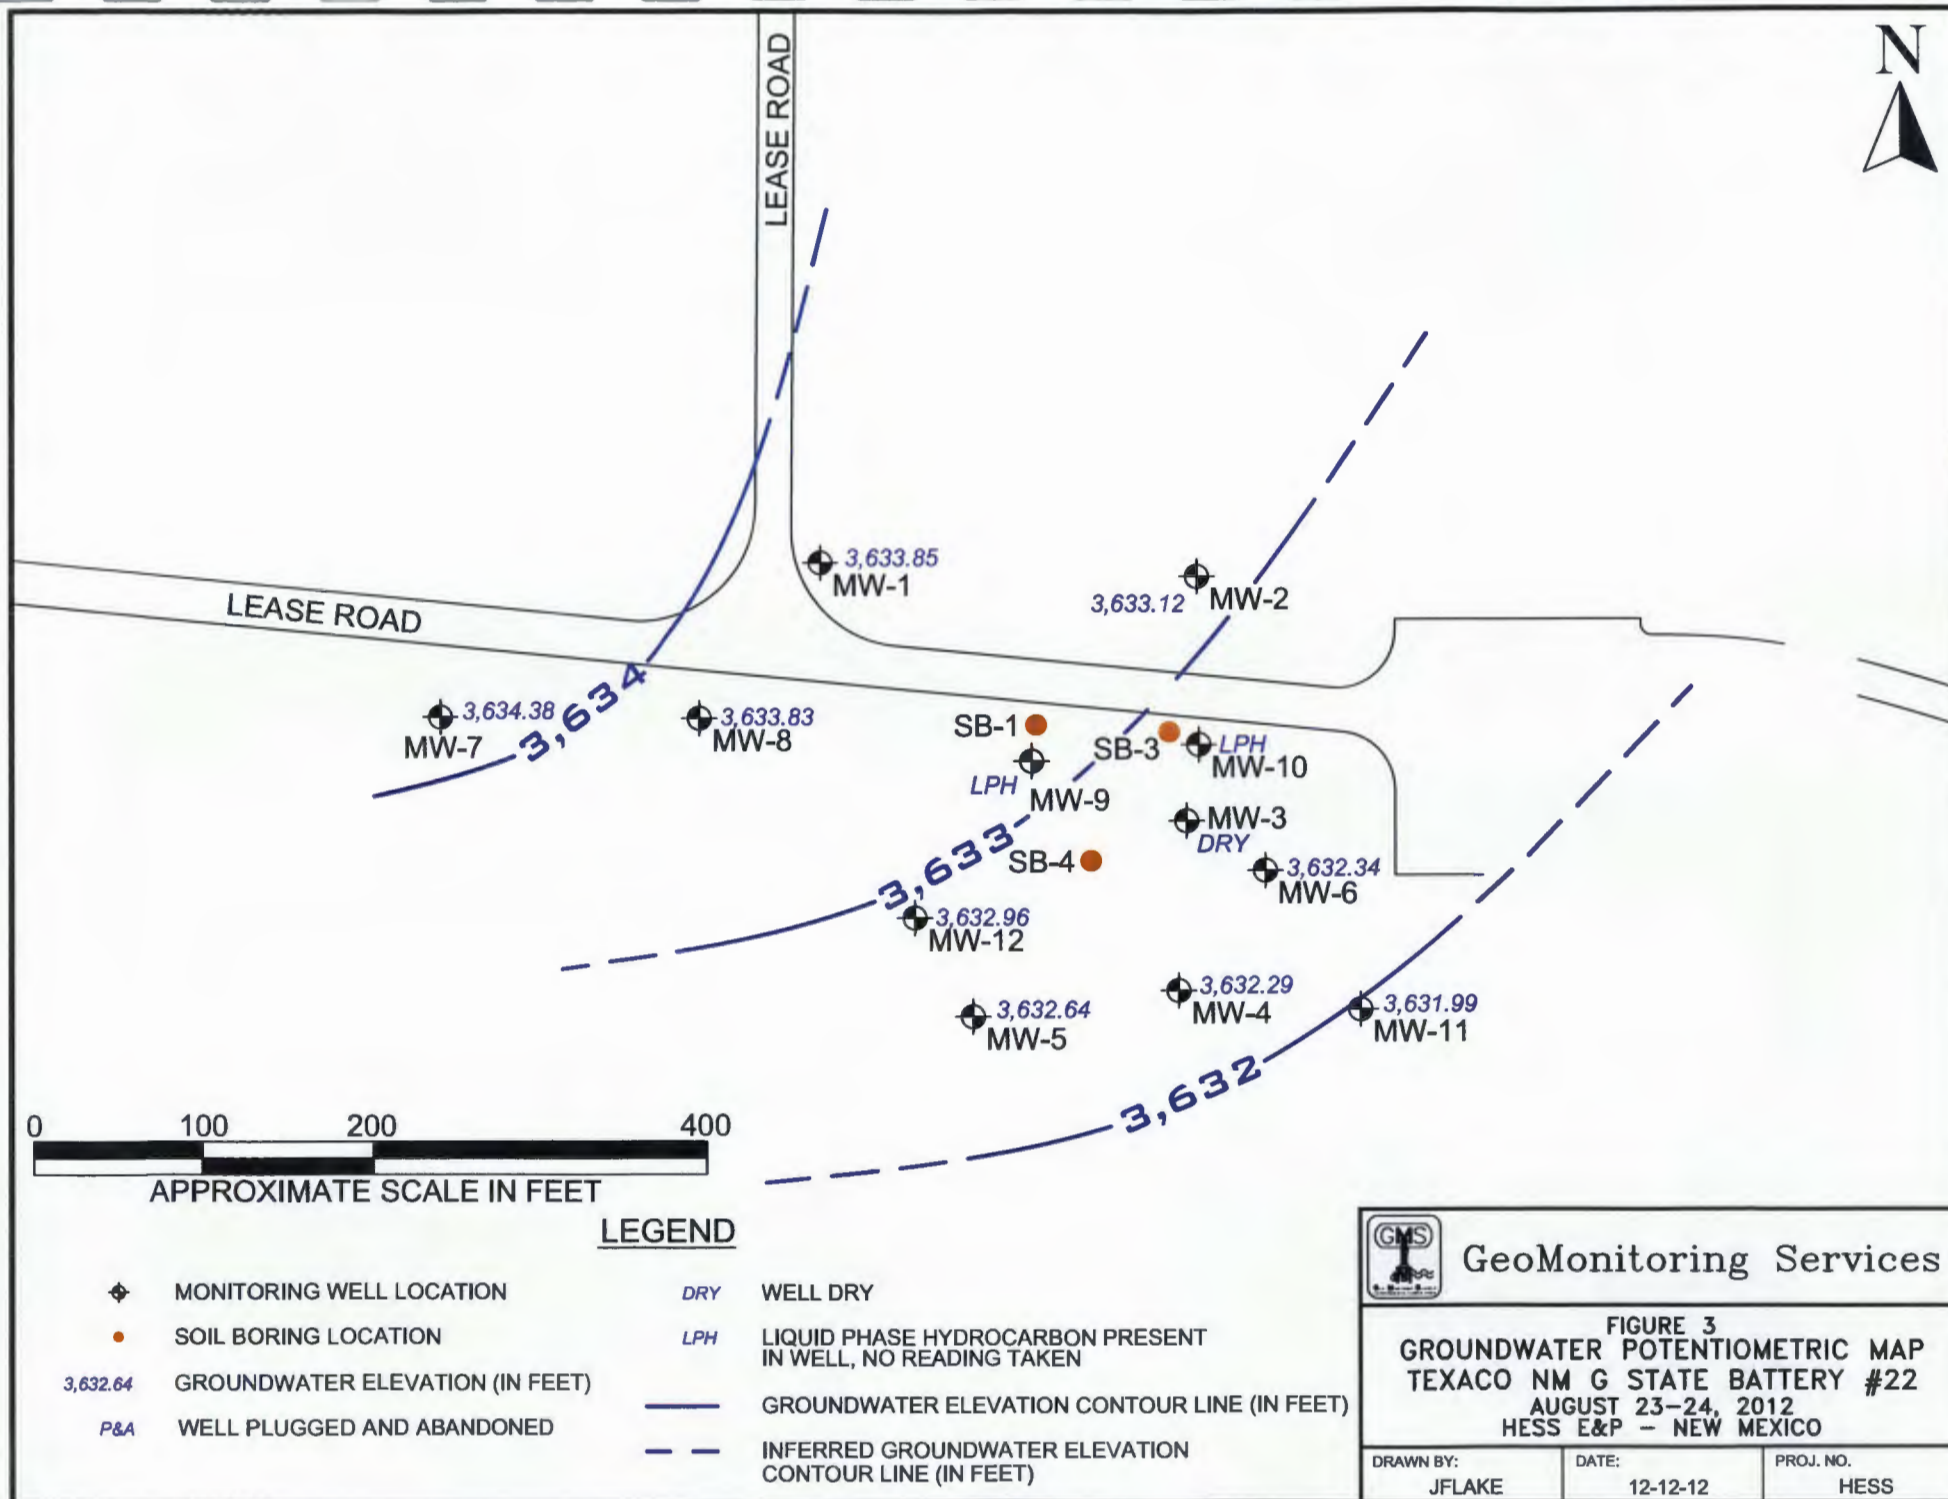 N
LEASE ROAD
3,633.85
MW-1
3,633.12
MW-2
LEASE ROAD
3,634
3,634.38
MW-7
3,633.83
MW-8
SB-1
SB-3
LPH
MW-10
LPH
MW-9
MW-3
DRY
3,633
SB-4
3,632.34
MW-6
3,632.96
MW-12
3,632.29
MW-4
3,632.64
MW-5
3,631.99
MW-11
3,632
0 100 200 400
APPROXIMATE SCALE IN FEET
LEGEND
MONITORING WELL LOCATION
SOIL BORING LOCATION
3,632.64 GROUNDWATER ELEVATION (IN FEET)
P&A WELL PLUGGED AND ABANDONED
DRY WELL DRY
LPH LIQUID PHASE HYDROCARBON PRESENT
IN WELL, NO READING TAKEN
GROUNDWATER ELEVATION CONTOUR LINE (IN FEET)
INFERRED GROUNDWATER ELEVATION
CONTOUR LINE (IN FEET)
GMS
GeoMonitoring Services
FIGURE 3
GROUNDWATER POTENTIOMETRIC MAP
TEXACO NM G STATE BATTERY #22
AUGUST 23-24, 2012
HESS E&P - NEW MEXICO
DRAWN BY:
JFLAKE
DATE:
12-12-12
PROJ. NO.
HESS